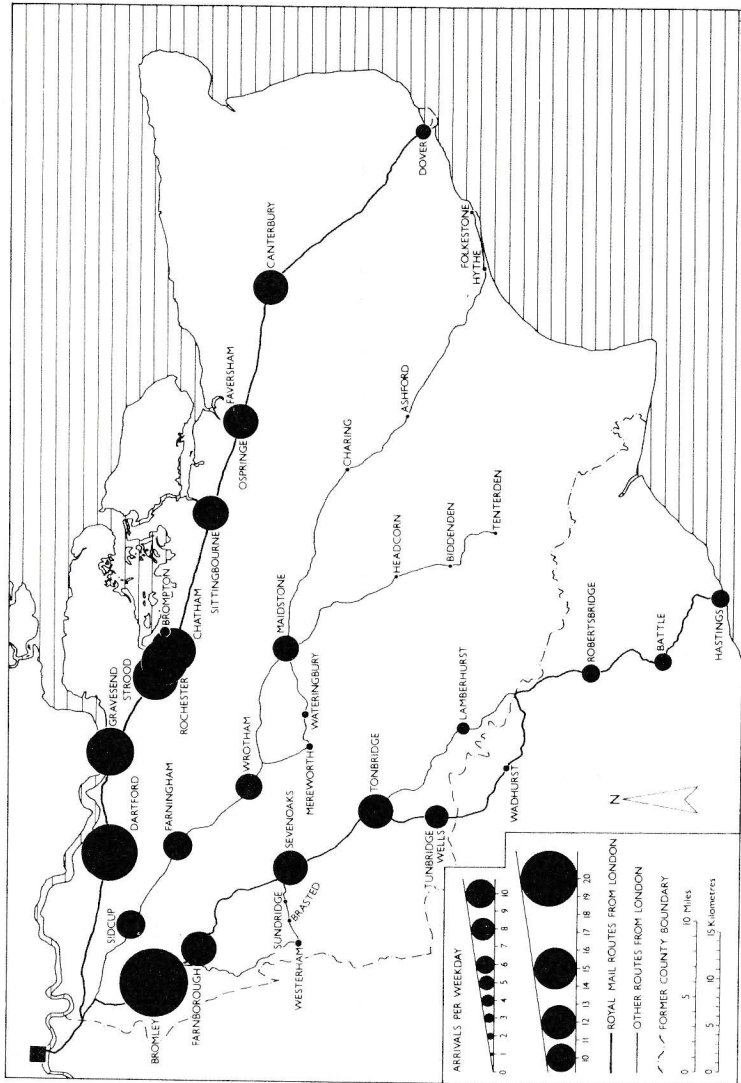 GRAVESEND
STROOD
BROMPTON
ROCHESTER
CHATHAM
SITTINGBOURNE
OSPRINGE
FAVERSHAM
CANTERBURY
DOVER
FOLKESTONE
HYTHE
DARTFORD
SIDCUP
FARNINGHAM
WROTHAM
MAIDSTONE
WATERINGBURY
MEREWORTH
CHARING
ASHFORD
HEADCORN
BIDDENDEN
TENTERDEN
BROMLEY
FARNBOROUGH
SEVENOAKS
SUNDRIDGE
BRASTED
WESTERHAM
TONBRIDGE
TUNBRIDGE
WELLS
LAMBERHURST
WADHURST
ROBERTSBRIDGE
BATTLE
HASTINGS
N
ARRIVALS PER WEEKDAY
1 2 3 4 5 6 7 8 9 10
10 11 12 13 14 15 16 17 18 19 20
ROYAL MAIL ROUTES FROM LONDON
OTHER ROUTES FROM LONDON
FORMER COUNTY BOUNDARY
0 5 10 Miles
0 5 10 15 Kilometres